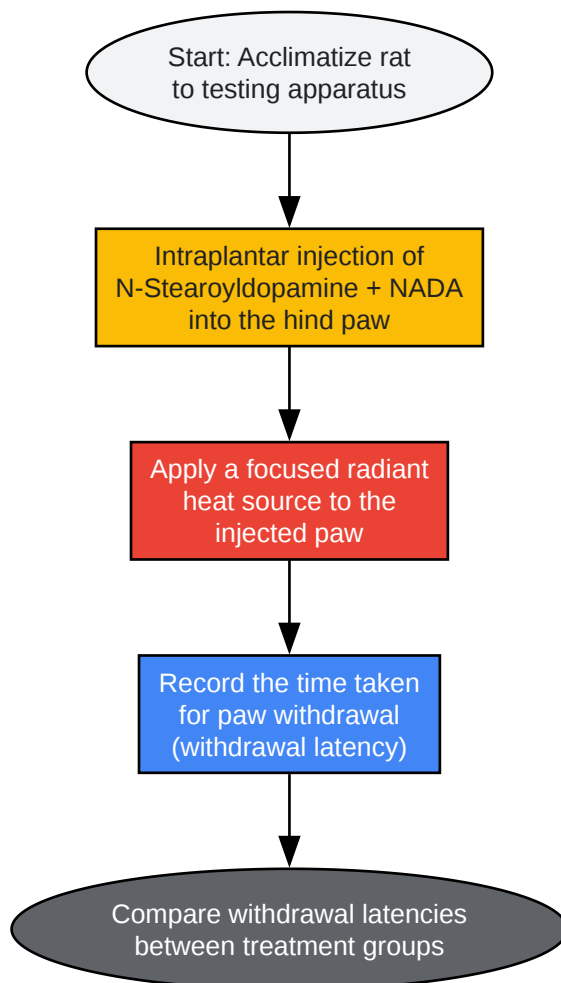 Start: Acclimatize rat
to testing apparatus
Intraplantar injection of
N-Stearoyldopamine + NADA
into the hind paw
Apply a focused radiant
heat source to the
injected paw
Record the time taken
for paw withdrawal
(withdrawal latency)
Compare withdrawal latencies
between treatment groups